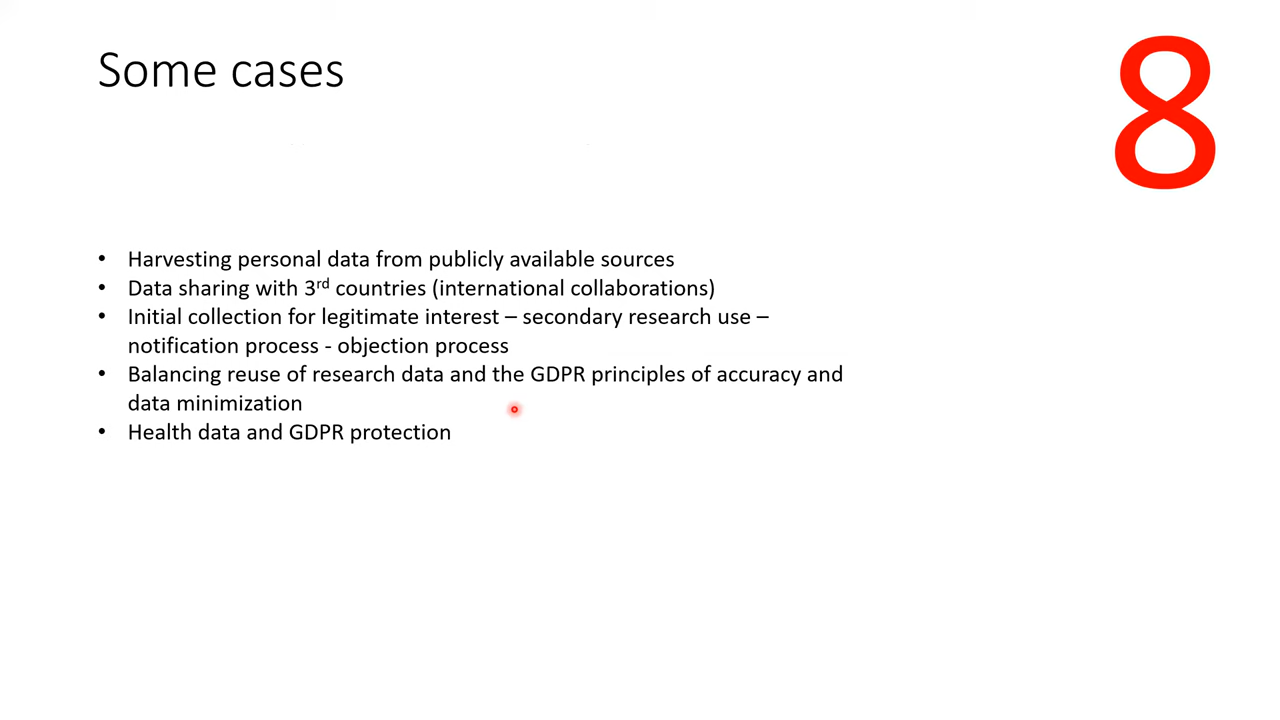 Some cases
8
• Harvesting personal data from publicly available sources
• Data sharing with 3rd countries (international collaborations)
• Initial collection for legitimate interest – secondary research use –
notification process - objection process
• Balancing reuse of research data and the GDPR principles of accuracy and
data minimization
• Health data and GDPR protection